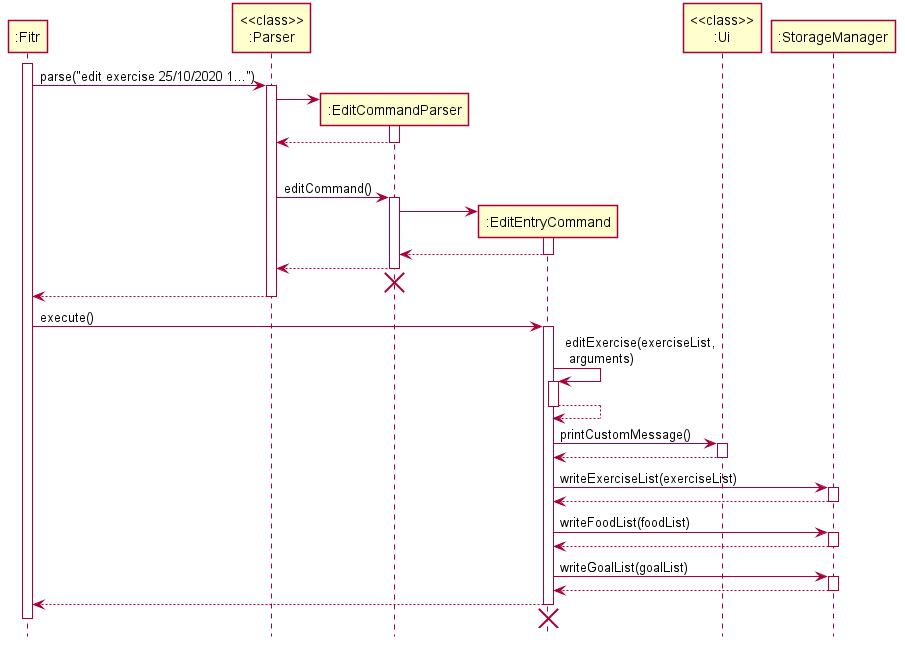 :Fitr
<<class>>
:Parser
<<class>>
:Ui
:StorageManager
parse("edit exercise 25/10/2020 1...")
:EditCommandParser
editCommand()
:EditEntryCommand
execute()
editExercise(exerciseList,
arguments)
printCustomMessage()
writeExerciseList(exerciseList)
writeFoodList(foodList)
writeGoalList(goalList)